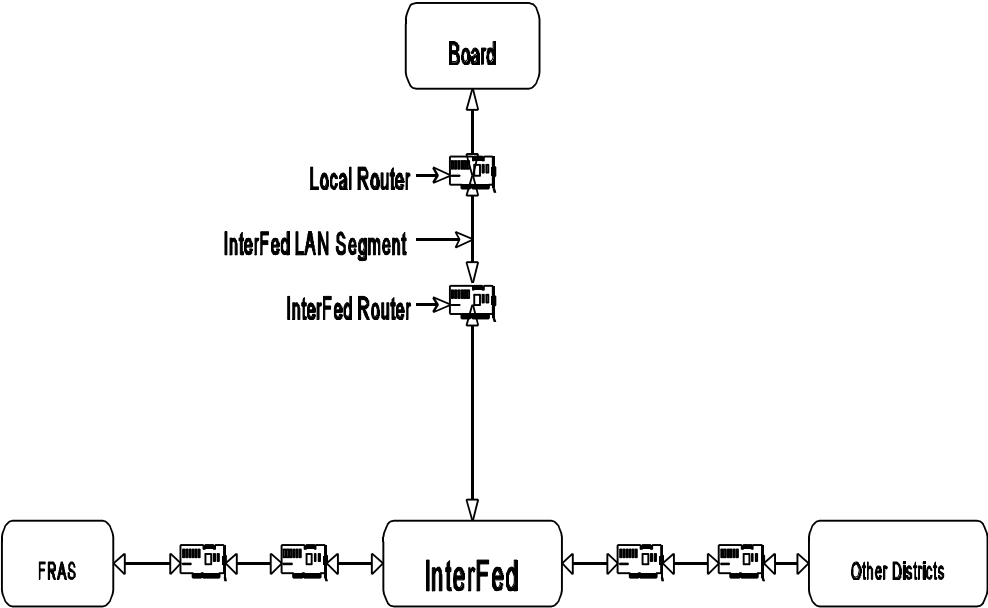 Board
Local Router
InterFed LAN Segment
InterFed Router
FRAS
InterFed
Other Districts